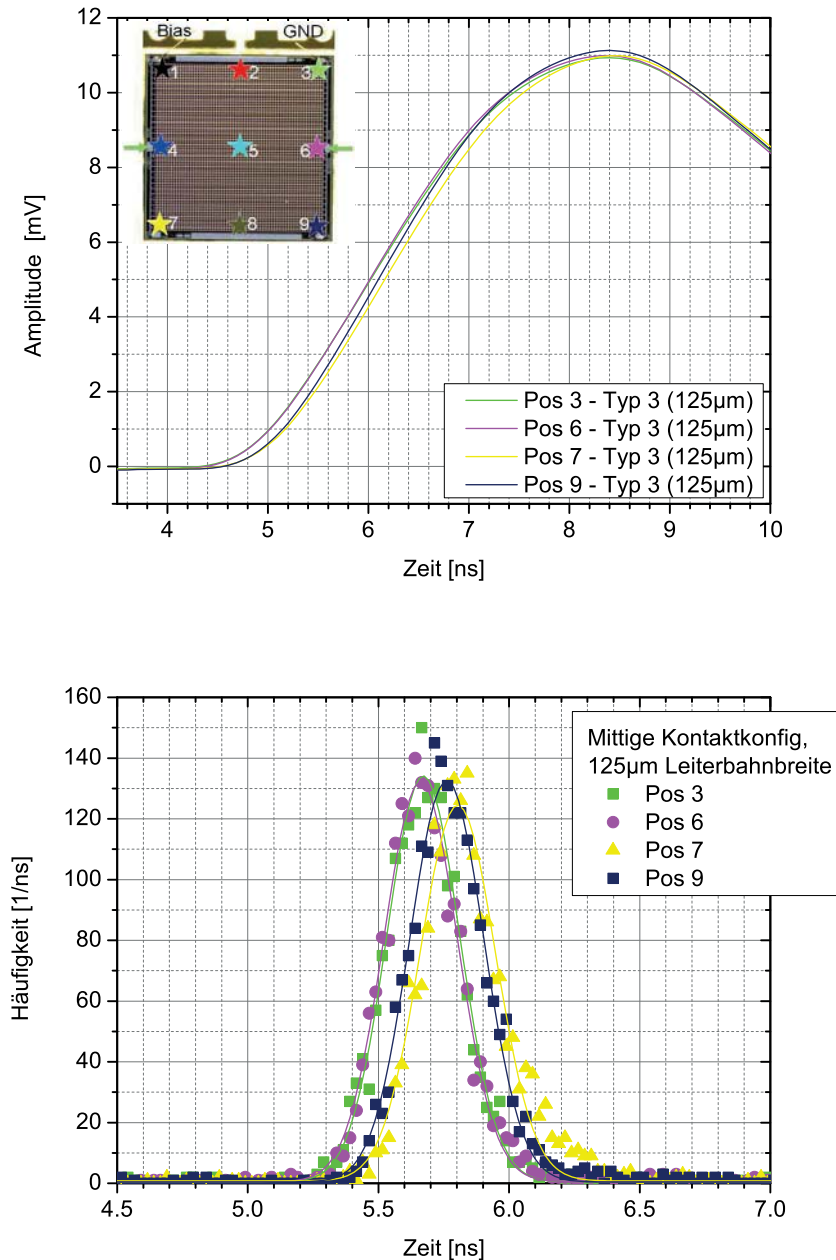 12
10
8
6
4
2
0
Amplitude [mV]
Bias
GND
1
2
3
4
5
6
7
8
9
Pos 3 - Typ 3 (125µm)
Pos 6 - Typ 3 (125µm)
Pos 7 - Typ 3 (125µm)
Pos 9 - Typ 3 (125µm)
4 5 6 7 8 9 10
Zeit [ns]
160
140
120
100
80
60
40
20
0
Häufigkeit [1/ns]
Mittige Kontaktkonfig,
125µm Leiterbahnbreite
Pos 3
Pos 6
Pos 7
Pos 9
4.5 5.0 5.5 6.0 6.5 7.0
Zeit [ns]